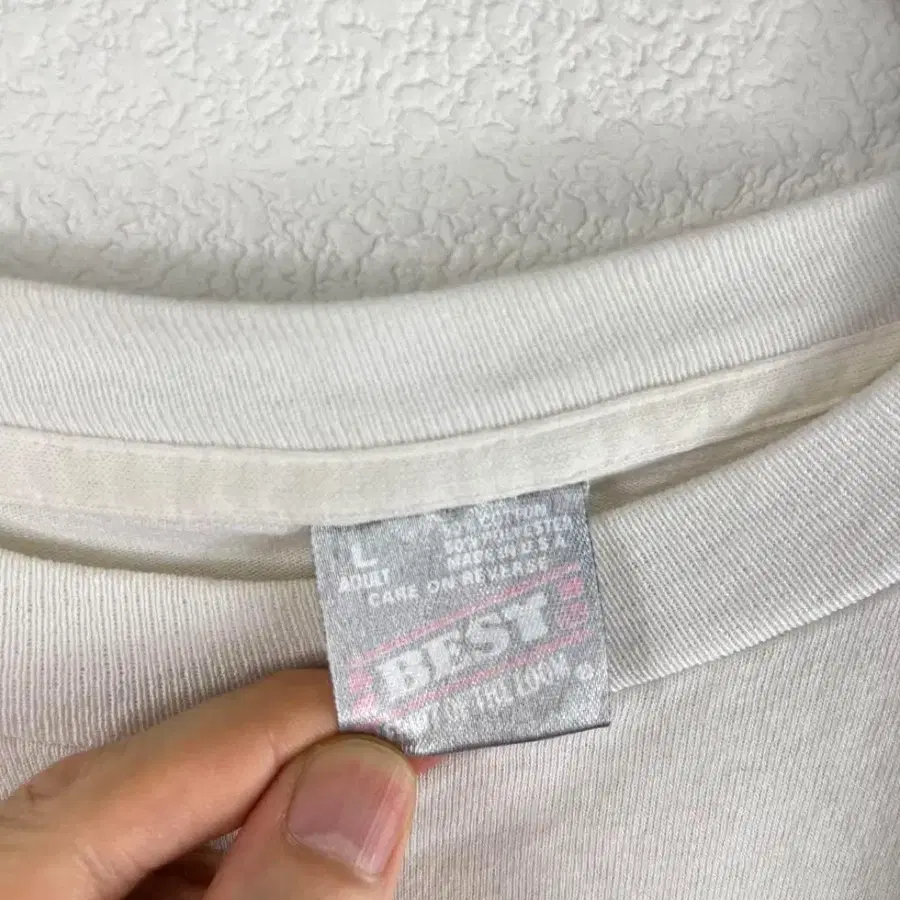 L
ADULT
50% COTTON
50% POLYESTER
MADE IN U.S.A.
CARE ON REVERSE
BEST
OF THE LOOM
®